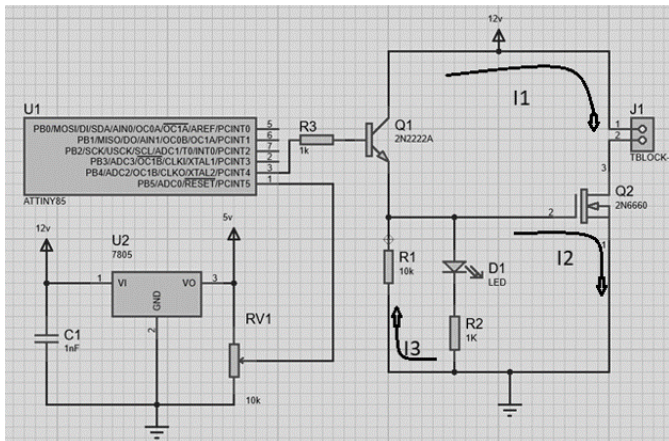 12v
I1
J1
1
2
TBLOCK-
U1
PB0/MOSI/DI/SDA/AIN0/OC0A/OC1A/AREF/PCINT0
5
PB1/MISO/DO/AIN1/OC0B/OC1A/PCINT1
6
PB2/SCK/USCK/SCL/ADC1/T0/INT0/PCINT2
7
PB3/ADC3/OC1B/CLKI/XTAL1/PCINT3
2
PB4/ADC2/OC1B/CLKO/XTAL2/PCINT4
3
PB5/ADC0/RESET/PCINT5
1
ATTINY85
R3
1k
Q1
2N2222A
3
Q2
2N6660
2
1
I2
12v
5v
U2
7805
1
VI
VO
3
GND
2
C1
1nF
RV1
10k
R1
10k
D1
LED
R2
1K
I3